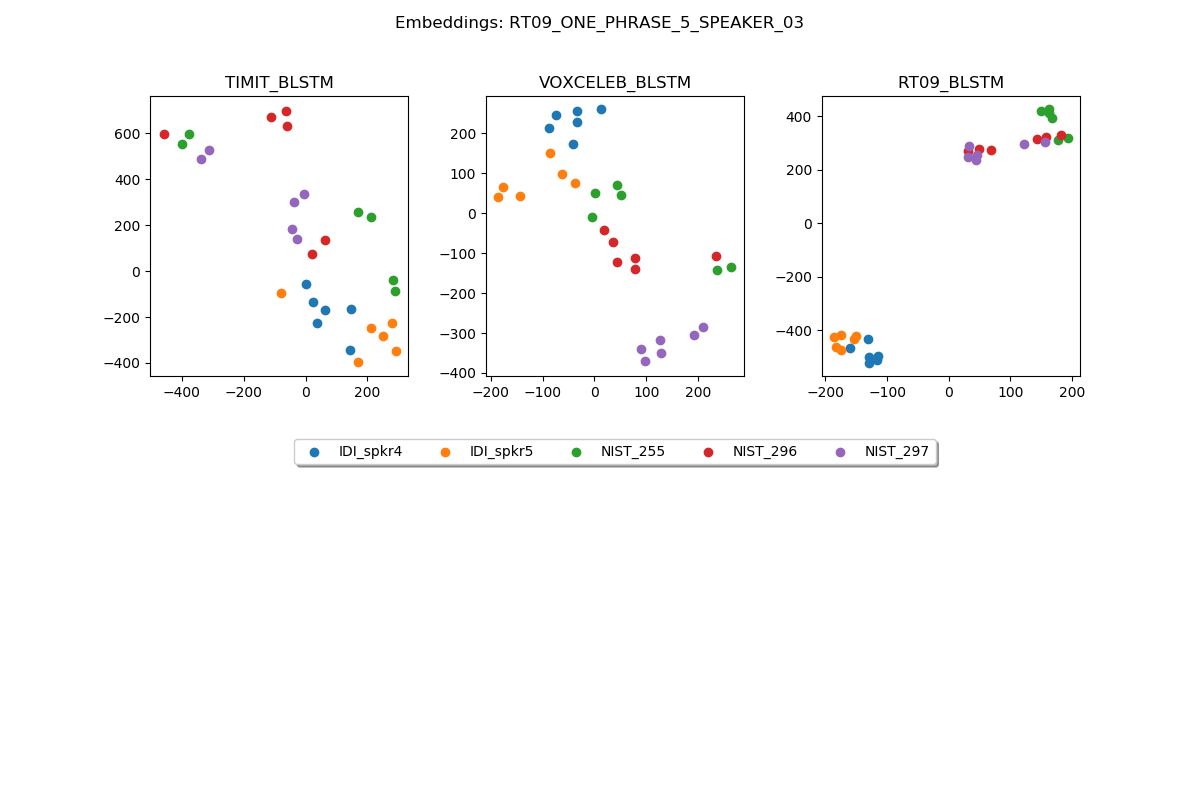 Embeddings: RT09_ONE_PHRASE_5_SPEAKER_03
TIMIT_BLSTM
600
400
200
0
−200
−400
−400 −200 0 200
VOXCELEB_BLSTM
200
100
0
−100
−200
−300
−400
−200 −100 0 100 200
RT09_BLSTM
400
200
0
−200
−400
−200 −100 0 100 200
IDI_spkr4 IDI_spkr5 NIST_255 NIST_296 NIST_297